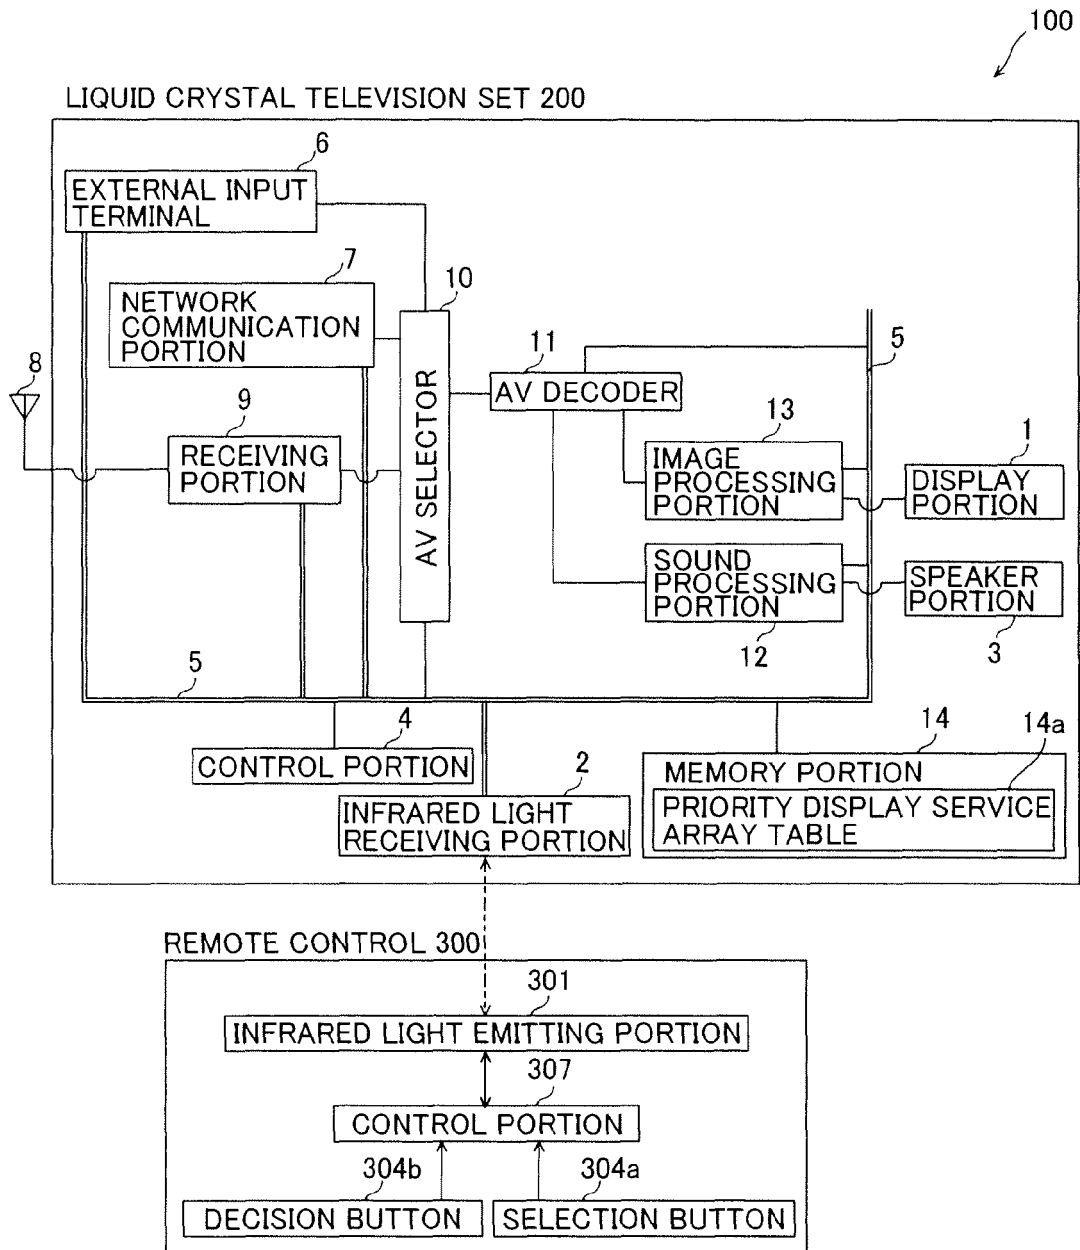 100
LIQUID CRYSTAL TELEVISION SET 200
6
EXTERNAL INPUT
TERMINAL
7
NETWORK
COMMUNICATION
PORTION
10
AV SELECTOR
8
9
RECEIVING
PORTION
11
AV DECODER
5
13
IMAGE
PROCESSING
PORTION
1
DISPLAY
PORTION
SOUND
PROCESSING
PORTION
12
SPEAKER
PORTION
3
5
4
CONTROL PORTION
2
INFRARED LIGHT
RECEIVING PORTION
14
14a
MEMORY PORTION
PRIORITY DISPLAY SERVICE
ARRAY TABLE
REMOTE CONTROL 300
301
INFRARED LIGHT EMITTING PORTION
307
CONTROL PORTION
304b
304a
DECISION BUTTON
SELECTION BUTTON